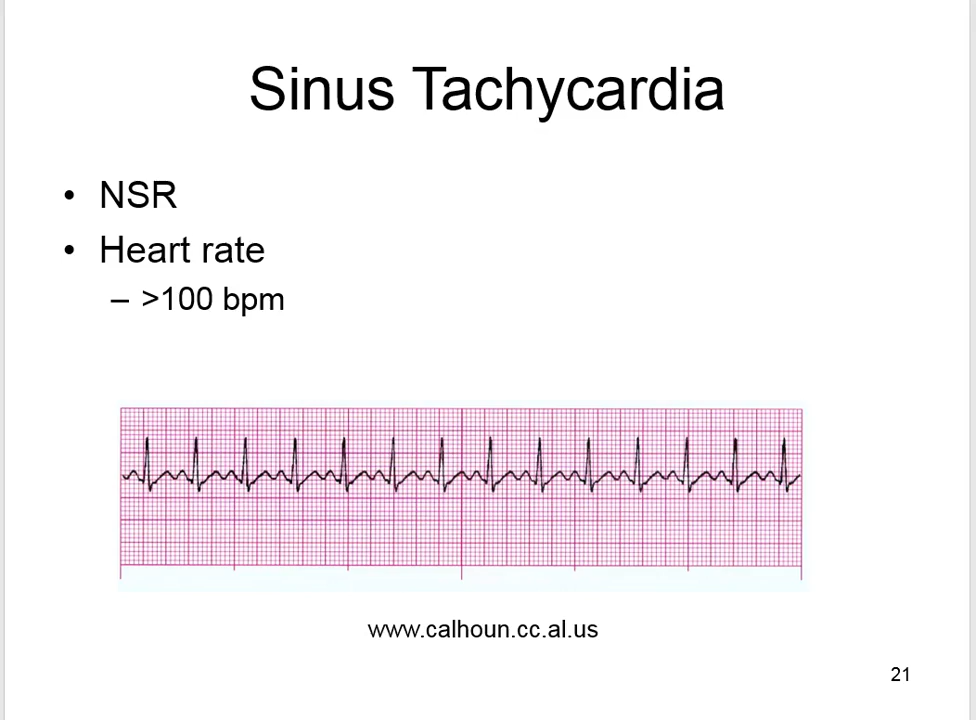 Sinus Tachycardia
• NSR
• Heart rate
– >100 bpm
www.calhoun.cc.al.us
21